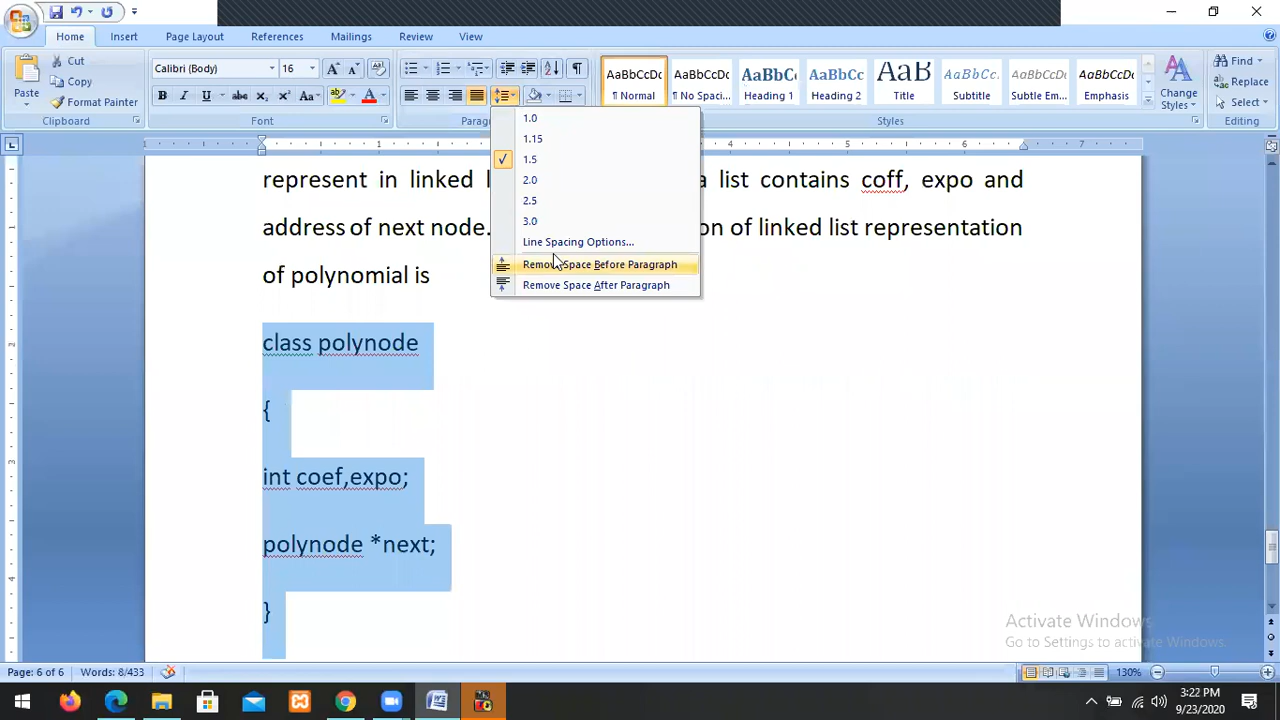 Home Insert Page Layout References Mailings Review View
Cut
Copy
Format Painter
Paste
Clipboard
Calibri (Body) 16
Font
Paragr
AaBbCcDc
¶ Normal
AaBbCcDc
¶ No Spaci...
AaBbCc
Heading 1
AaBbCc
Heading 2
AaBbCc
Title
AaBbCc
Subtitle
AaBbCcDc
Subtle Em...
AaBbCcDc
Emphasis
Change
Styles
Styles
Find
Replace
Select
Editing
1.0
1.15
1.5
2.0
2.5
3.0
Line Spacing Options...
Space Before Paragraph
Remove Space After Paragraph
represent in linked l a list contains coff, expo and
address of next node. on of linked list representation
of polynomial is
class polynode
{
int coef,expo;
polynode *next;
}
Activate Windows
Go to Settings to activate Windows.
Page: 6 of 6 Words: 8/433 130%
3:22 PM
9/23/2020